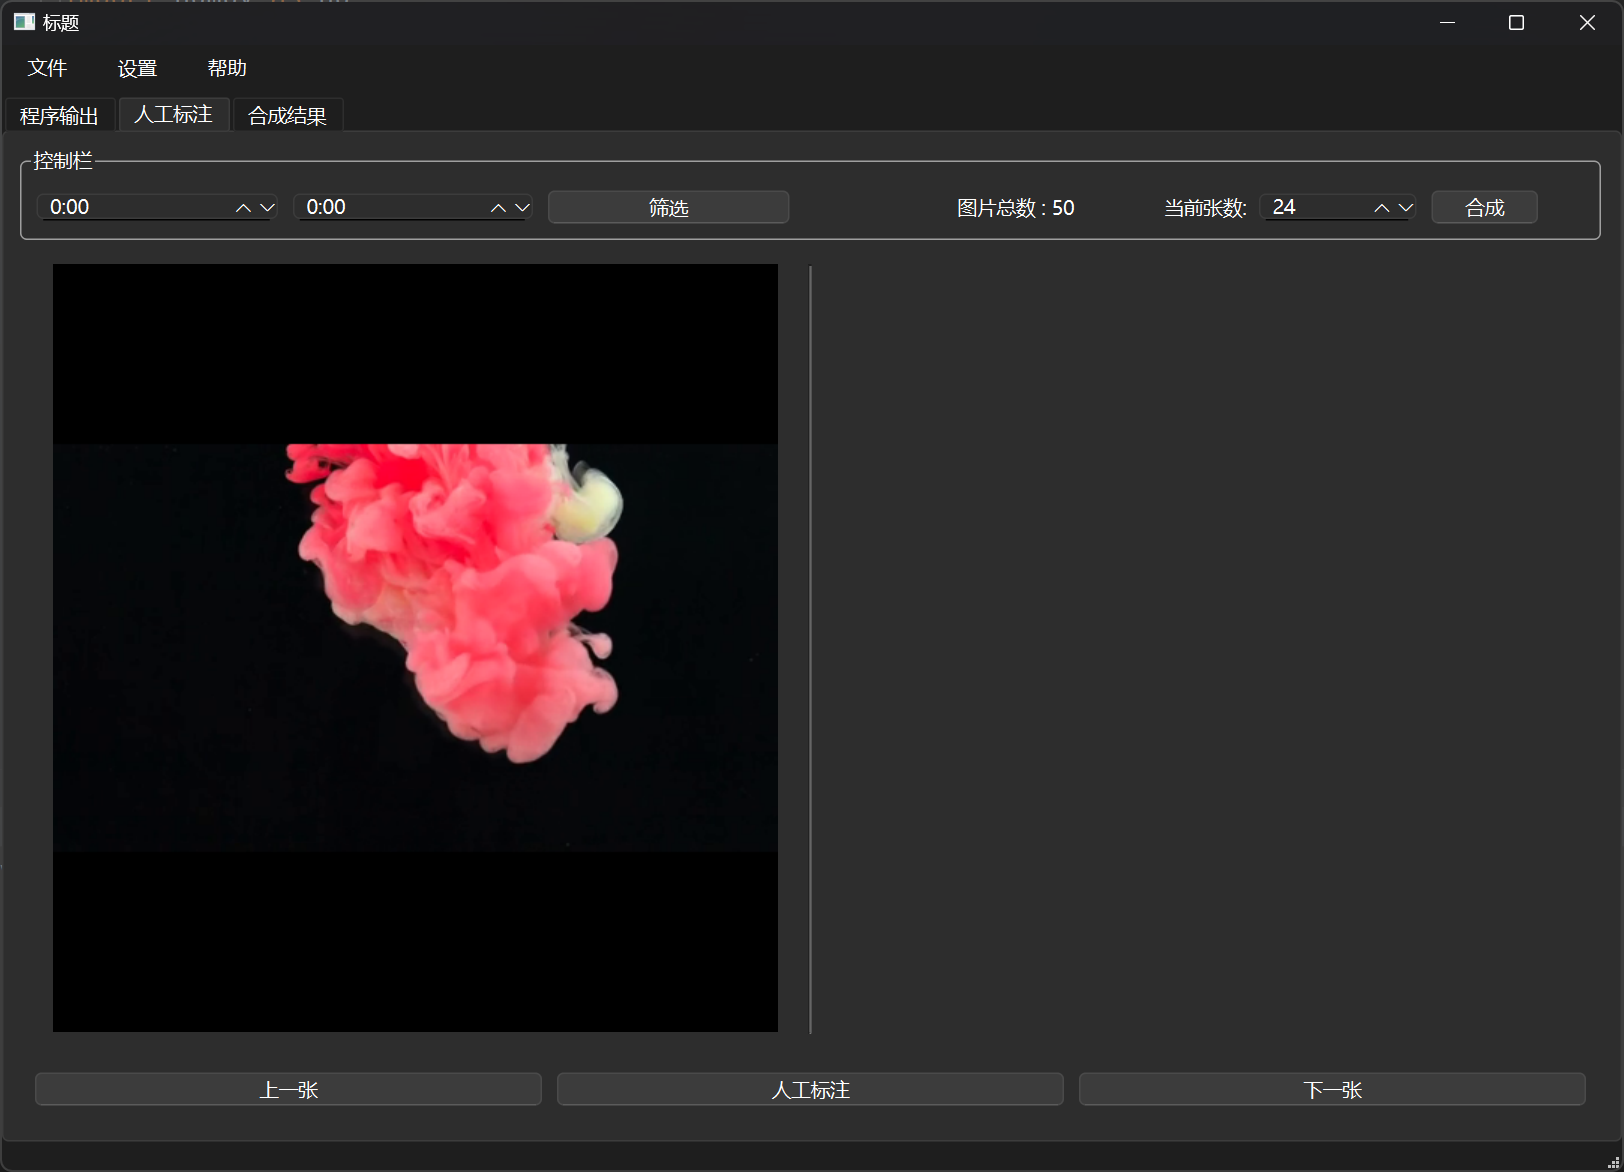 标题
文件 设置 帮助
程序输出 人工标注 合成结果
控制栏
0:00 0:00 筛选 图片总数 : 50 当前张数: 24 合成
上一张 人工标注 下一张